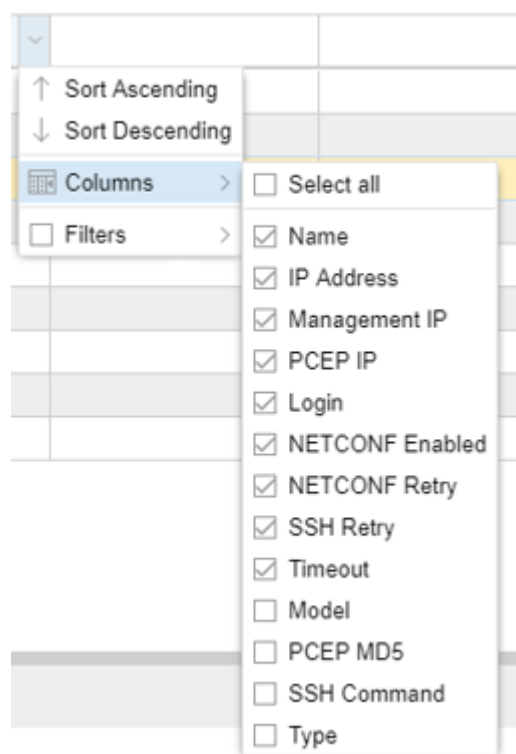 Sort Ascending
Sort Descending
Columns
Filters
Select all
Name
IP Address
Management IP
PCEP IP
Login
NETCONF Enabled
NETCONF Retry
SSH Retry
Timeout
Model
PCEP MD5
SSH Command
Type